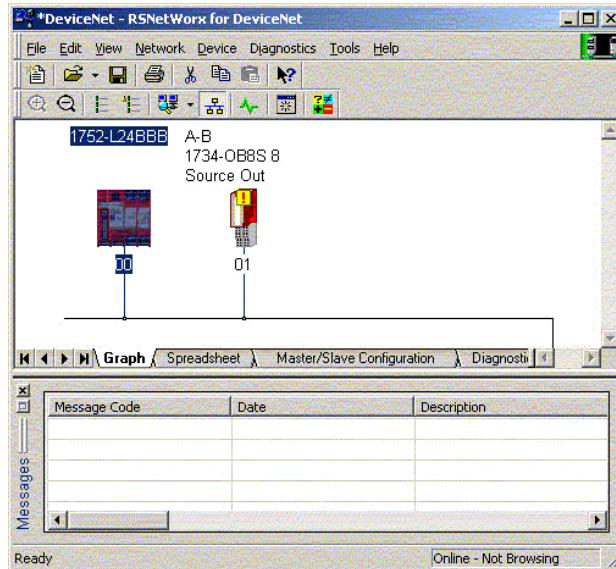 *DeviceNet - RSNetWorx for DeviceNet
File Edit View Network Device Diagnostics Tools Help
1752-L24BBB
A-B
1734-OB8S 8
Source Out
00
01
Graph Spreadsheet Master/Slave Configuration Diagnosti
Messages
Message Code Date Description
Ready Online - Not Browsing